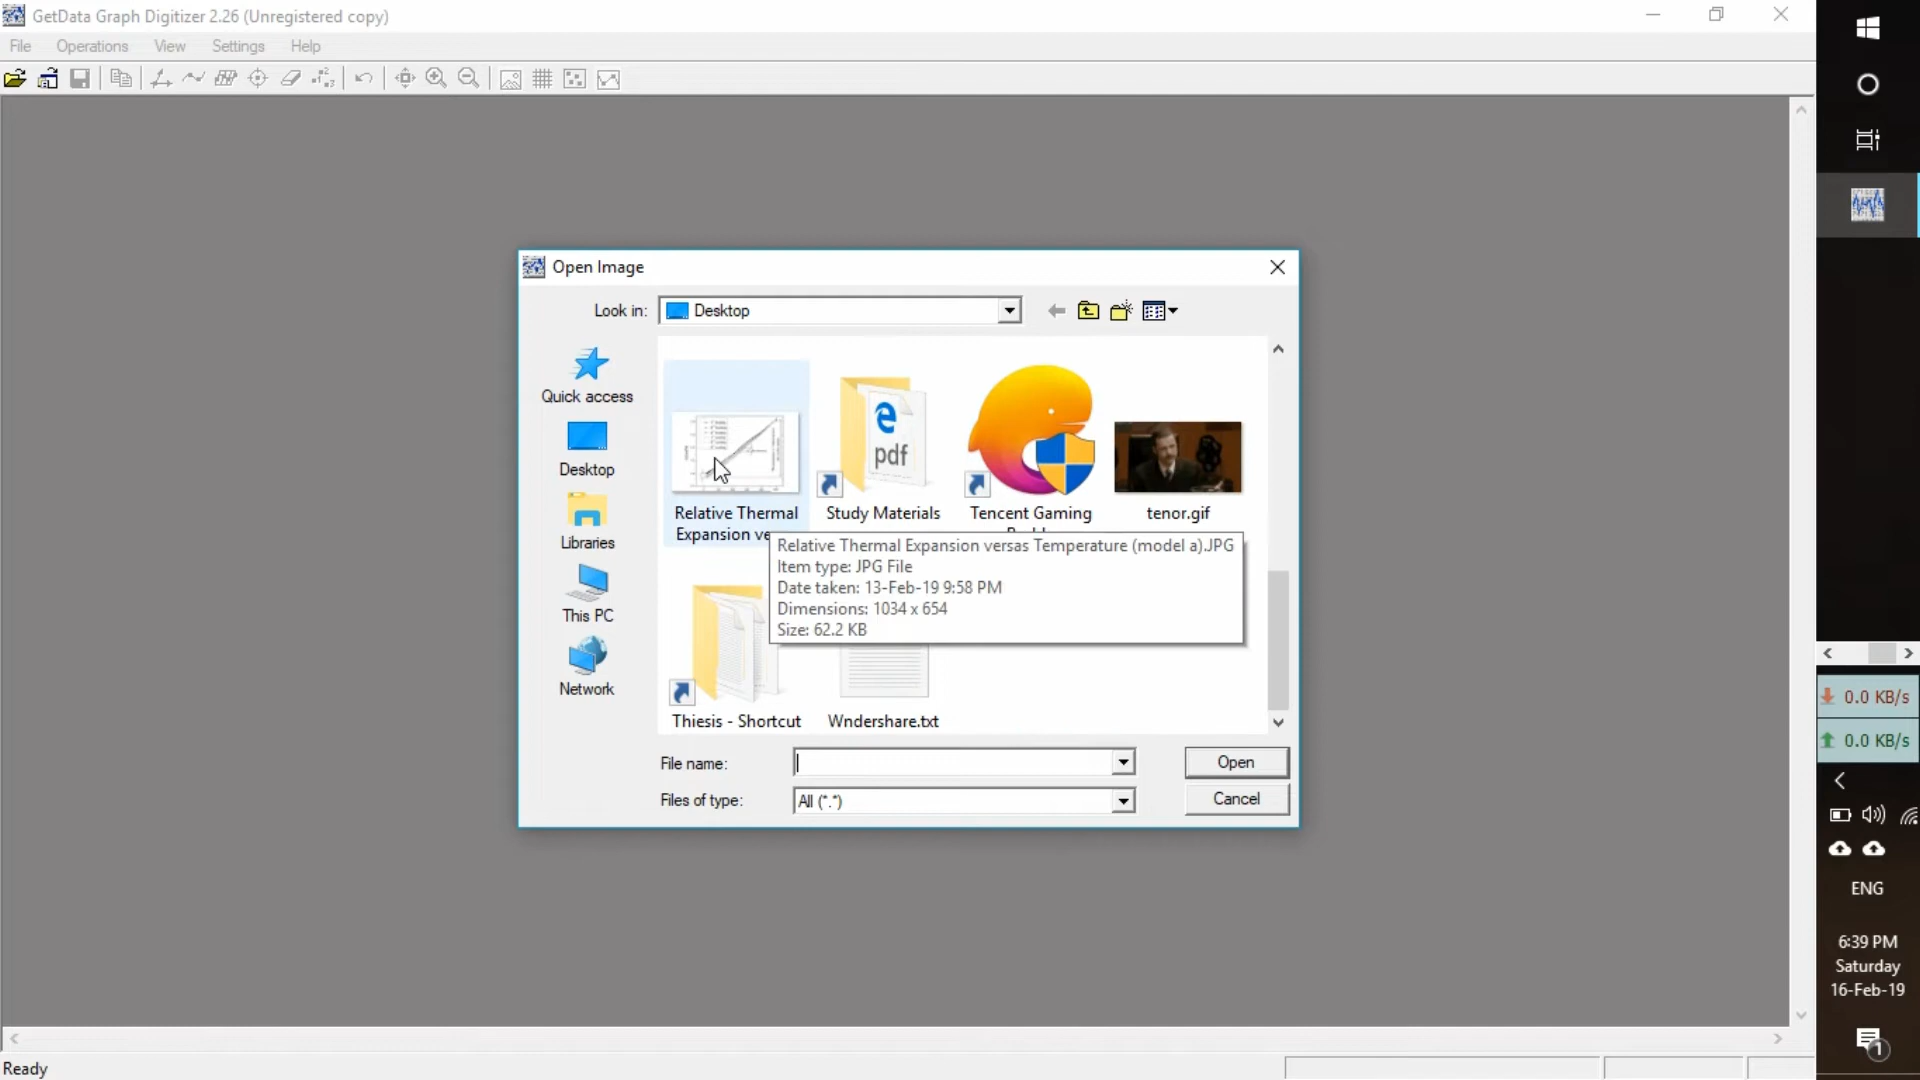 GetData Graph Digitizer 2.26 (Unregistered copy)
File Operations View Settings Help
Open Image
Look in: Desktop
Quick access
Desktop
Libraries
This PC
Network
pdf
Relative Thermal
Expansion ve
Study Materials
Tencent Gaming
tenor.gif
Relative Thermal Expansion versas Temperature (model a).JPG
Item type: JPG File
Date taken: 13-Feb-19 9:58 PM
Dimensions: 1034 x 654
Size: 62.2 KB
Thiesis - Shortcut
Wndershare.txt
File name:
Open
Files of type: All (*.*)
Cancel
0.0 KB/s
0.0 KB/s
ENG
6:39 PM
Saturday
16-Feb-19
1
Ready